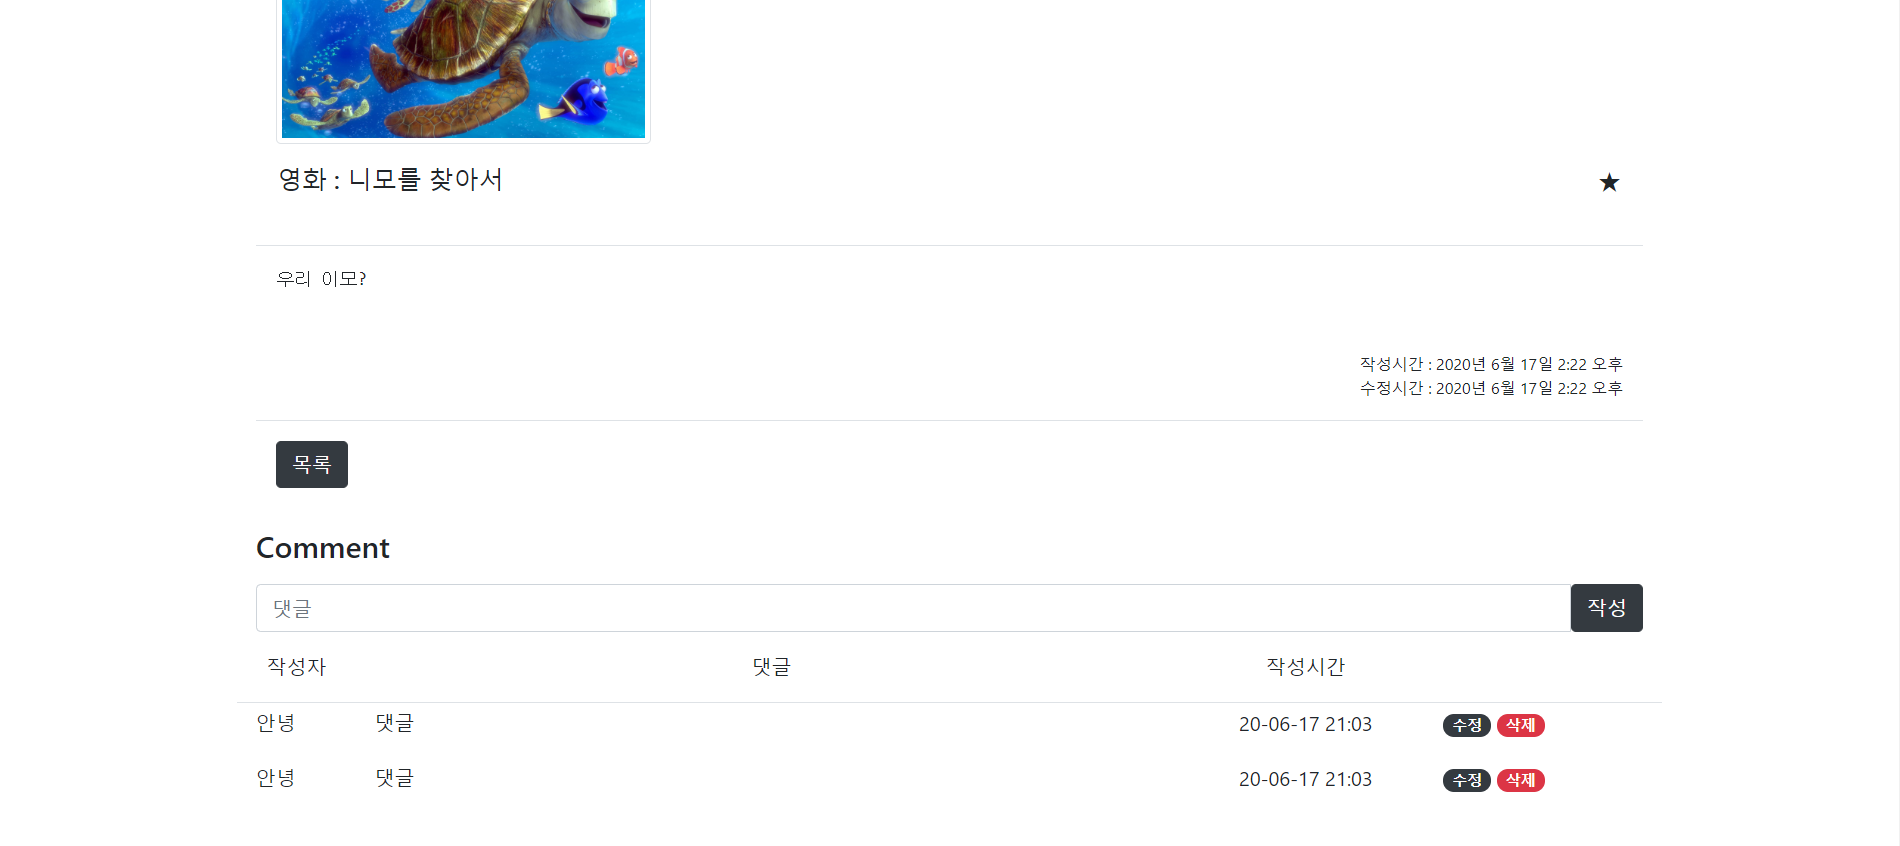 영화 : 니모를 찾아서 ★
우리 이모?
작성시간 : 2020년 6월 17일 2:22 오후
수정시간 : 2020년 6월 17일 2:22 오후
목록
Comment
댓글 작성
작성자 댓글 작성시간
안녕 댓글 20-06-17 21:03 수정 삭제
안녕 댓글 20-06-17 21:03 수정 삭제